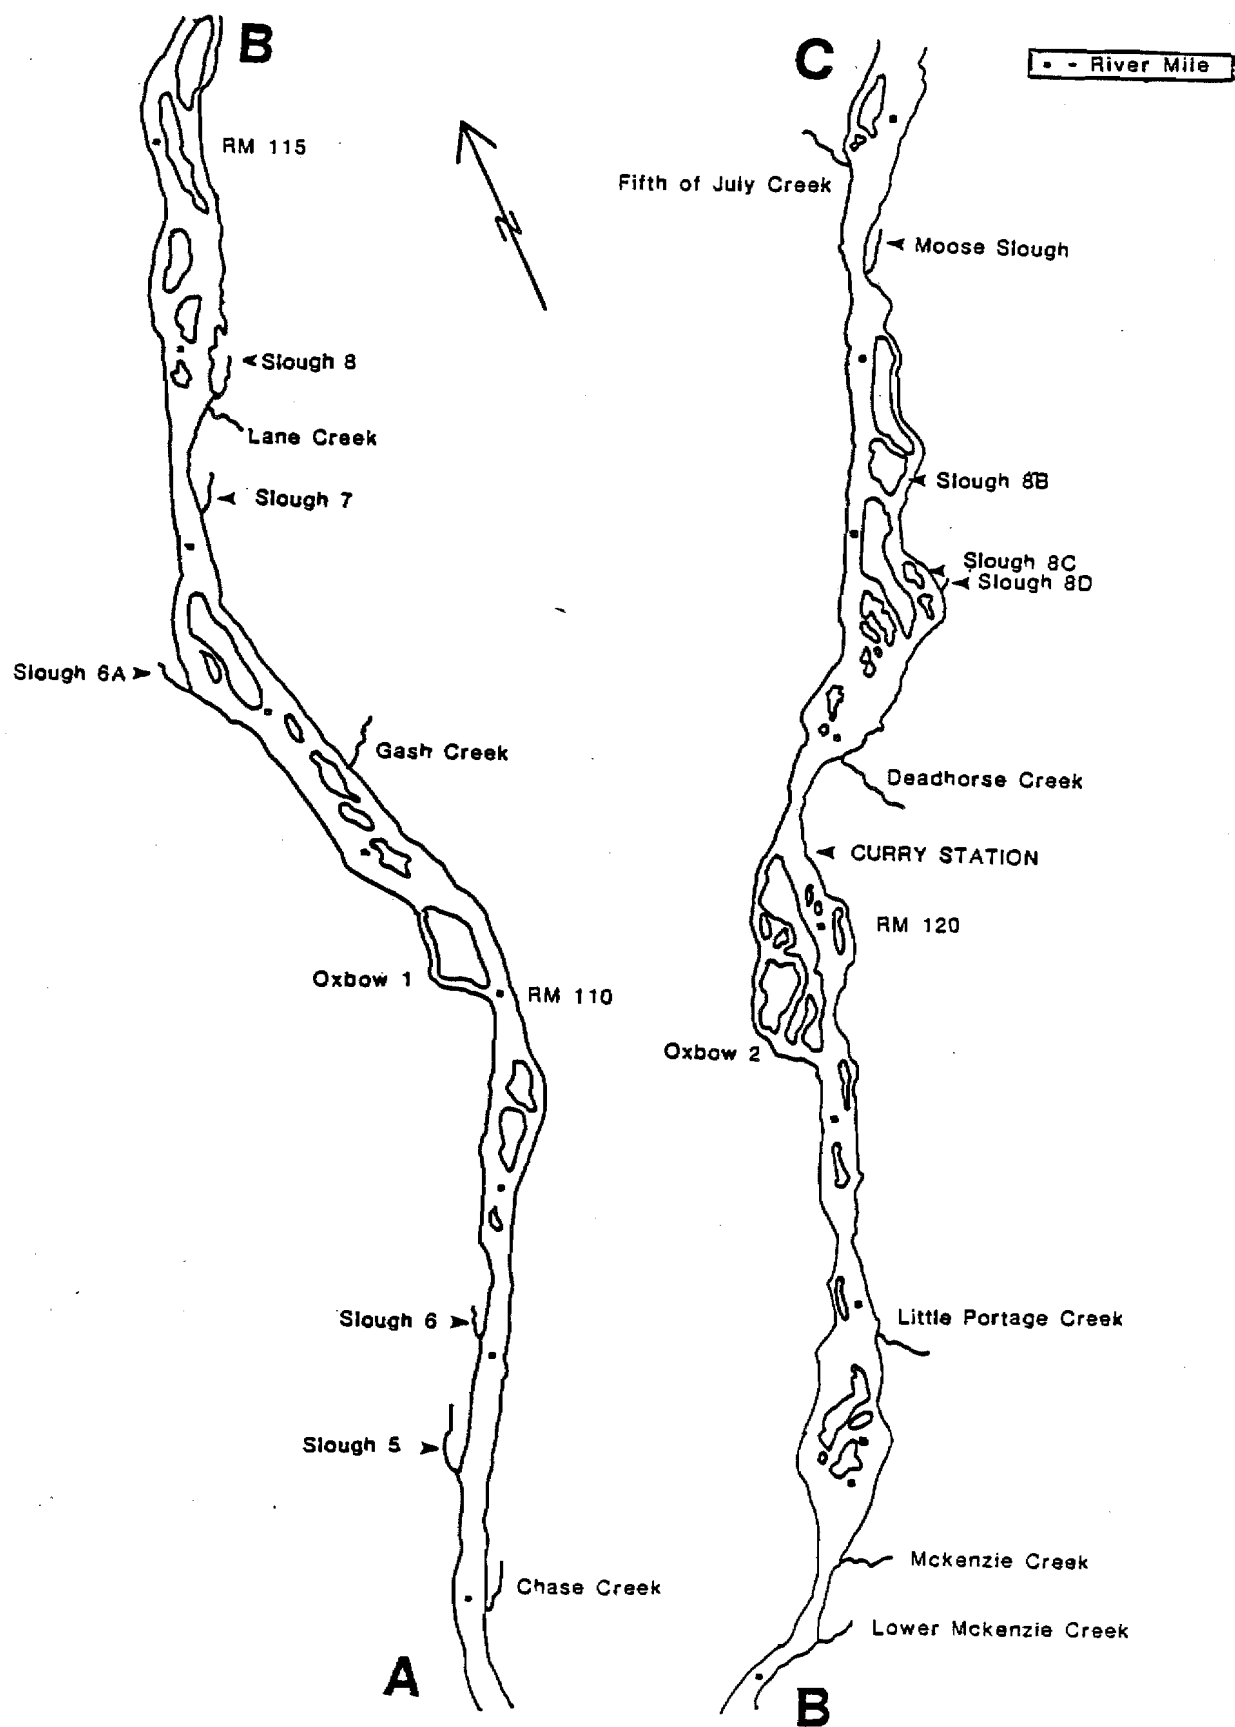 B
C
▪ - River Mile
RM 115
Fifth of July Creek
N
Moose Slough
Slough 8
Lane Creek
Slough 7
Slough 8B
Slough 8C
Slough 8D
Slough 6A
Gash Creek
Deadhorse Creek
CURRY STATION
RM 120
Oxbow 1
RM 110
Oxbow 2
Slough 6
Little Portage Creek
Slough 5
Chase Creek
Mckenzie Creek
Lower Mckenzie Creek
A
B